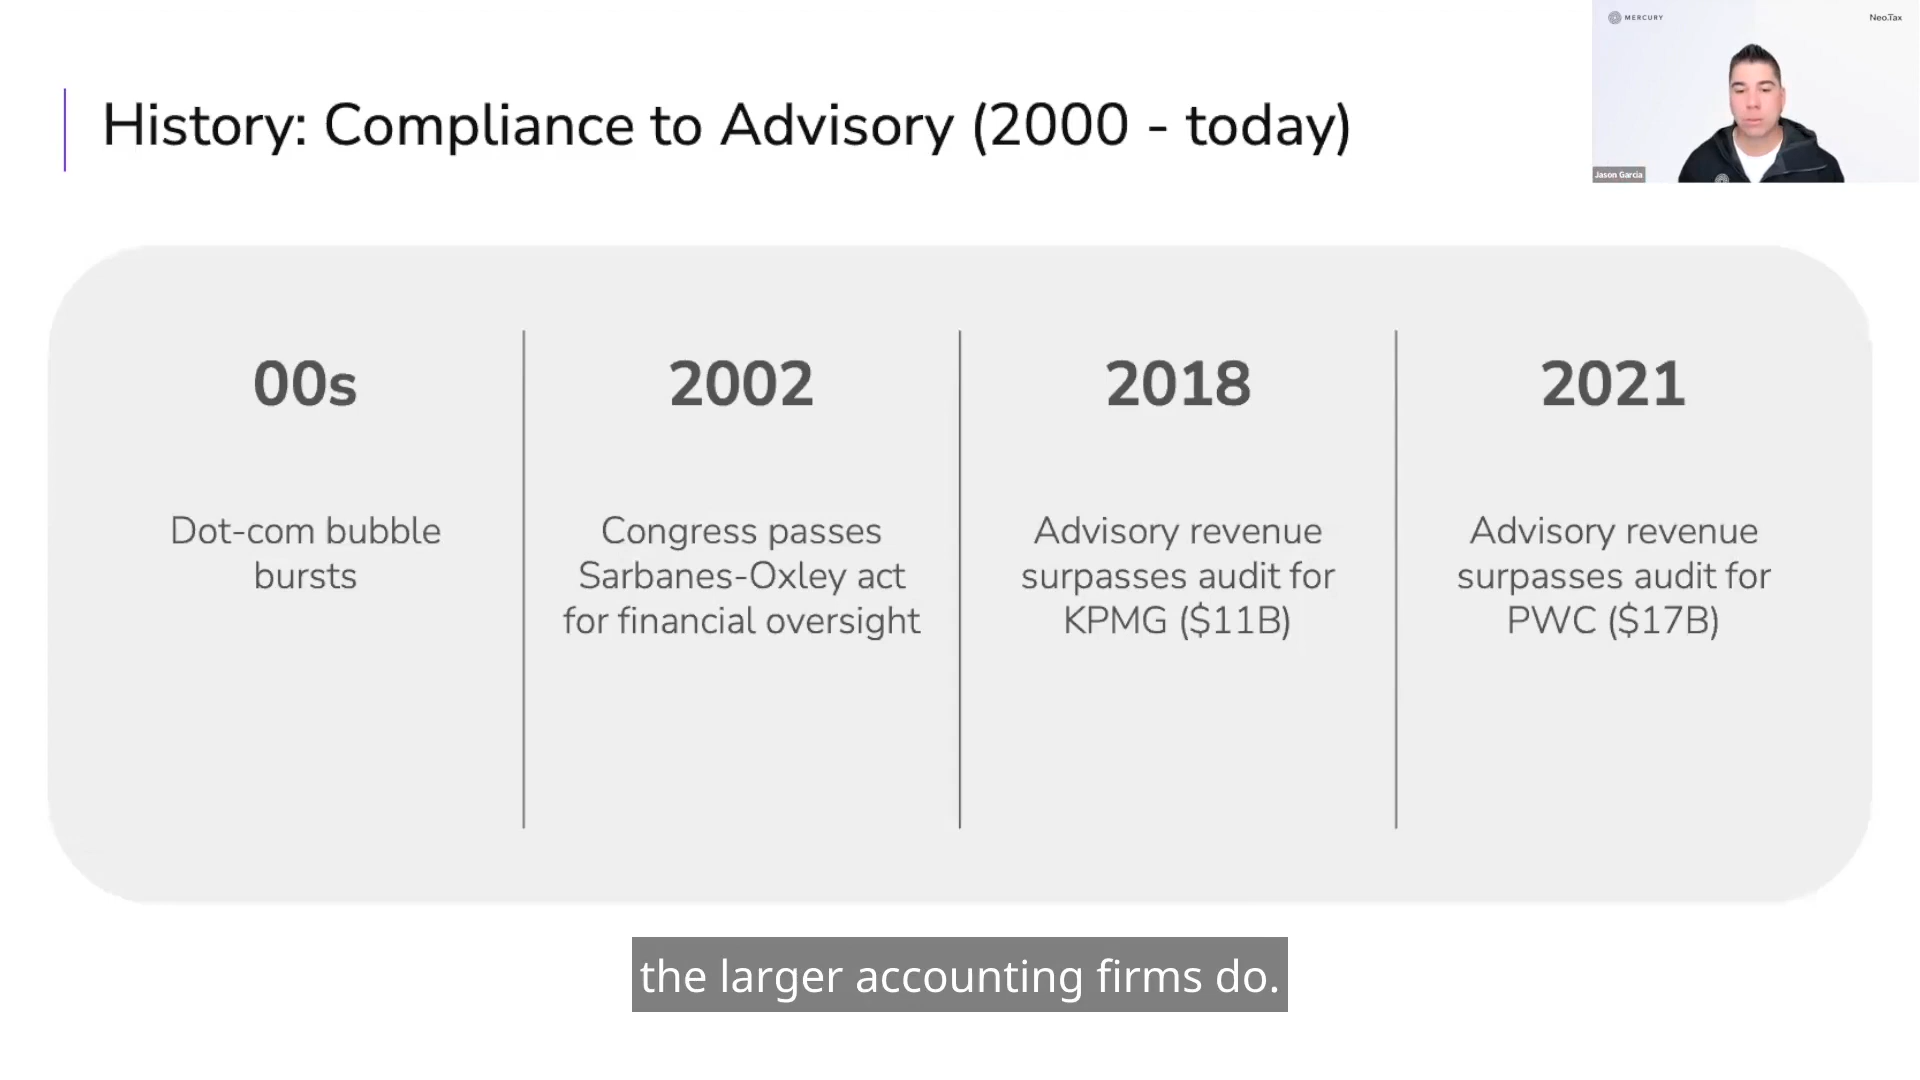 MERCURY
Neo.Tax
History: Compliance to Advisory (2000 - today)
Jason Garcia
00s
Dot-com bubble
bursts
2002
Congress passes
Sarbanes-Oxley act
for financial oversight
2018
Advisory revenue
surpasses audit for
KPMG ($11B)
2021
Advisory revenue
surpasses audit for
PWC ($17B)
the larger accounting firms do.